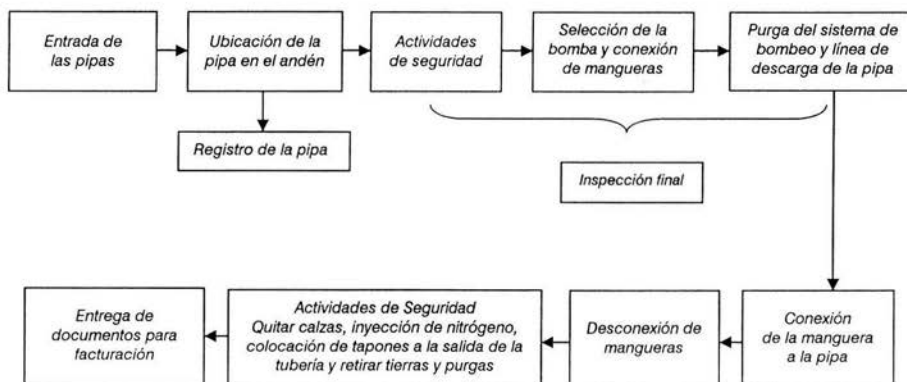 Entrada de
las pipas
Ubicación de la
pipa en el andén
Actividades
de seguridad
Selección de la
bomba y conexión
de mangueras
Purga del sistema de
bombeo y línea de
descarga de la pipa
Registro de la pipa
Inspección final
Entrega de
documentos para
facturación
Actividades de Seguridad
Quitar calzas, inyección de nitrógeno,
colocación de tapones a la salida de la
tubería y retirar tierras y purgas
Desconexión de
mangueras
Conexión
de la manguera
a la pipa